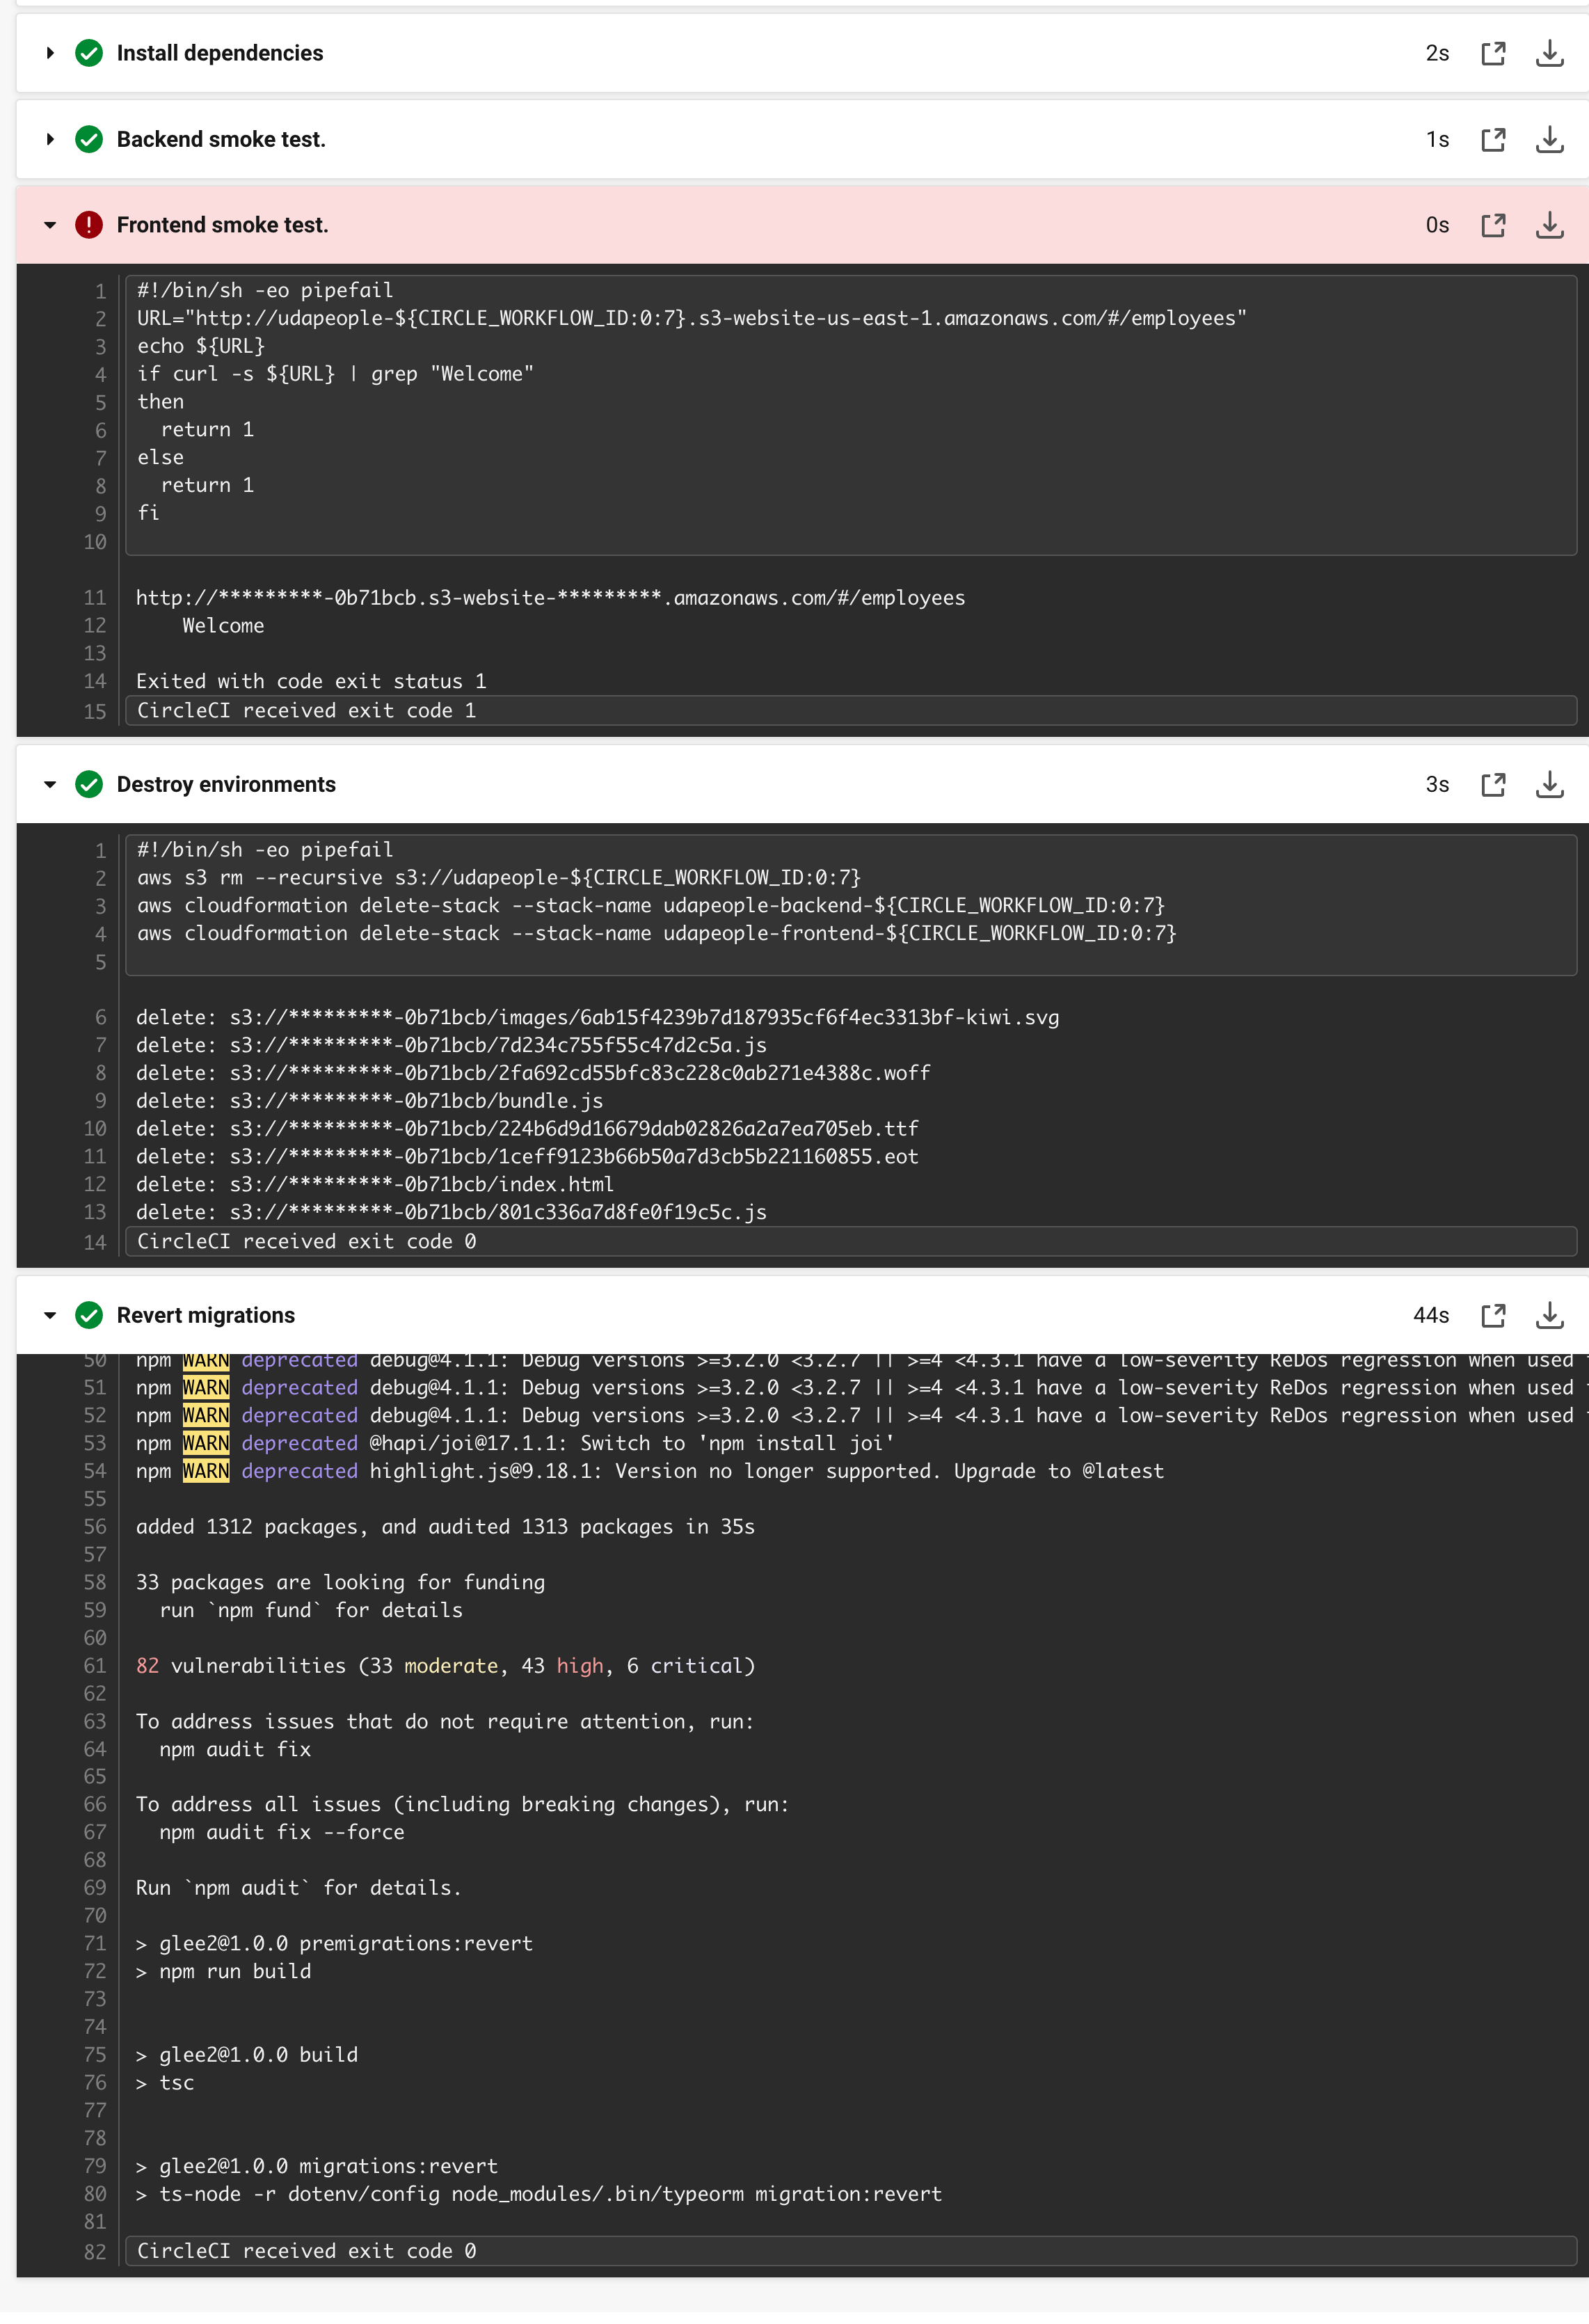 Install dependencies 2s
Backend smoke test. 1s
Frontend smoke test. 0s
1 #!/bin/sh -eo pipefail
2 URL="http://udapeople-${CIRCLE_WORKFLOW_ID:0:7}.s3-website-us-east-1.amazonaws.com/#/employees"
3 echo ${URL}
4 if curl -s ${URL} | grep "Welcome"
5 then
6   return 1
7 else
8   return 1
9 fi
10
11 http://*********-0b71bcb.s3-website-*********.amazonaws.com/#/employees
12     Welcome
13
14 Exited with code exit status 1
15 CircleCI received exit code 1
Destroy environments 3s
1 #!/bin/sh -eo pipefail
2 aws s3 rm --recursive s3://udapeople-${CIRCLE_WORKFLOW_ID:0:7}
3 aws cloudformation delete-stack --stack-name udapeople-backend-${CIRCLE_WORKFLOW_ID:0:7}
4 aws cloudformation delete-stack --stack-name udapeople-frontend-${CIRCLE_WORKFLOW_ID:0:7}
5
6 delete: s3://*********-0b71bcb/images/6ab15f4239b7d187935cf6f4ec3313bf-kiwi.svg
7 delete: s3://*********-0b71bcb/7d234c755f55c47d2c5a.js
8 delete: s3://*********-0b71bcb/2fa692cd55bfc83c228c0ab271e4388c.woff
9 delete: s3://*********-0b71bcb/bundle.js
10 delete: s3://*********-0b71bcb/224b6d9d16679dab02826a2a7ea705eb.ttf
11 delete: s3://*********-0b71bcb/1ceff9123b66b50a7d3cb5b221160855.eot
12 delete: s3://*********-0b71bcb/index.html
13 delete: s3://*********-0b71bcb/801c336a7d8fe0f19c5c.js
14 CircleCI received exit code 0
Revert migrations 44s
50 npm WARN deprecated debug@4.1.1: Debug versions >=3.2.0 <3.2.7 || >=4 <4.3.1 have a low-severity ReDos regression when used
51 npm WARN deprecated debug@4.1.1: Debug versions >=3.2.0 <3.2.7 || >=4 <4.3.1 have a low-severity ReDos regression when used
52 npm WARN deprecated debug@4.1.1: Debug versions >=3.2.0 <3.2.7 || >=4 <4.3.1 have a low-severity ReDos regression when used
53 npm WARN deprecated @hapi/joi@17.1.1: Switch to 'npm install joi'
54 npm WARN deprecated highlight.js@9.18.1: Version no longer supported. Upgrade to @latest
55
56 added 1312 packages, and audited 1313 packages in 35s
57
58 33 packages are looking for funding
59   run `npm fund` for details
60
61 82 vulnerabilities (33 moderate, 43 high, 6 critical)
62
63 To address issues that do not require attention, run:
64   npm audit fix
65
66 To address all issues (including breaking changes), run:
67   npm audit fix --force
68
69 Run `npm audit` for details.
70
71 > glee2@1.0.0 premigrations:revert
72 > npm run build
73
74
75 > glee2@1.0.0 build
76 > tsc
77
78
79 > glee2@1.0.0 migrations:revert
80 > ts-node -r dotenv/config node_modules/.bin/typeorm migration:revert
81
82 CircleCI received exit code 0